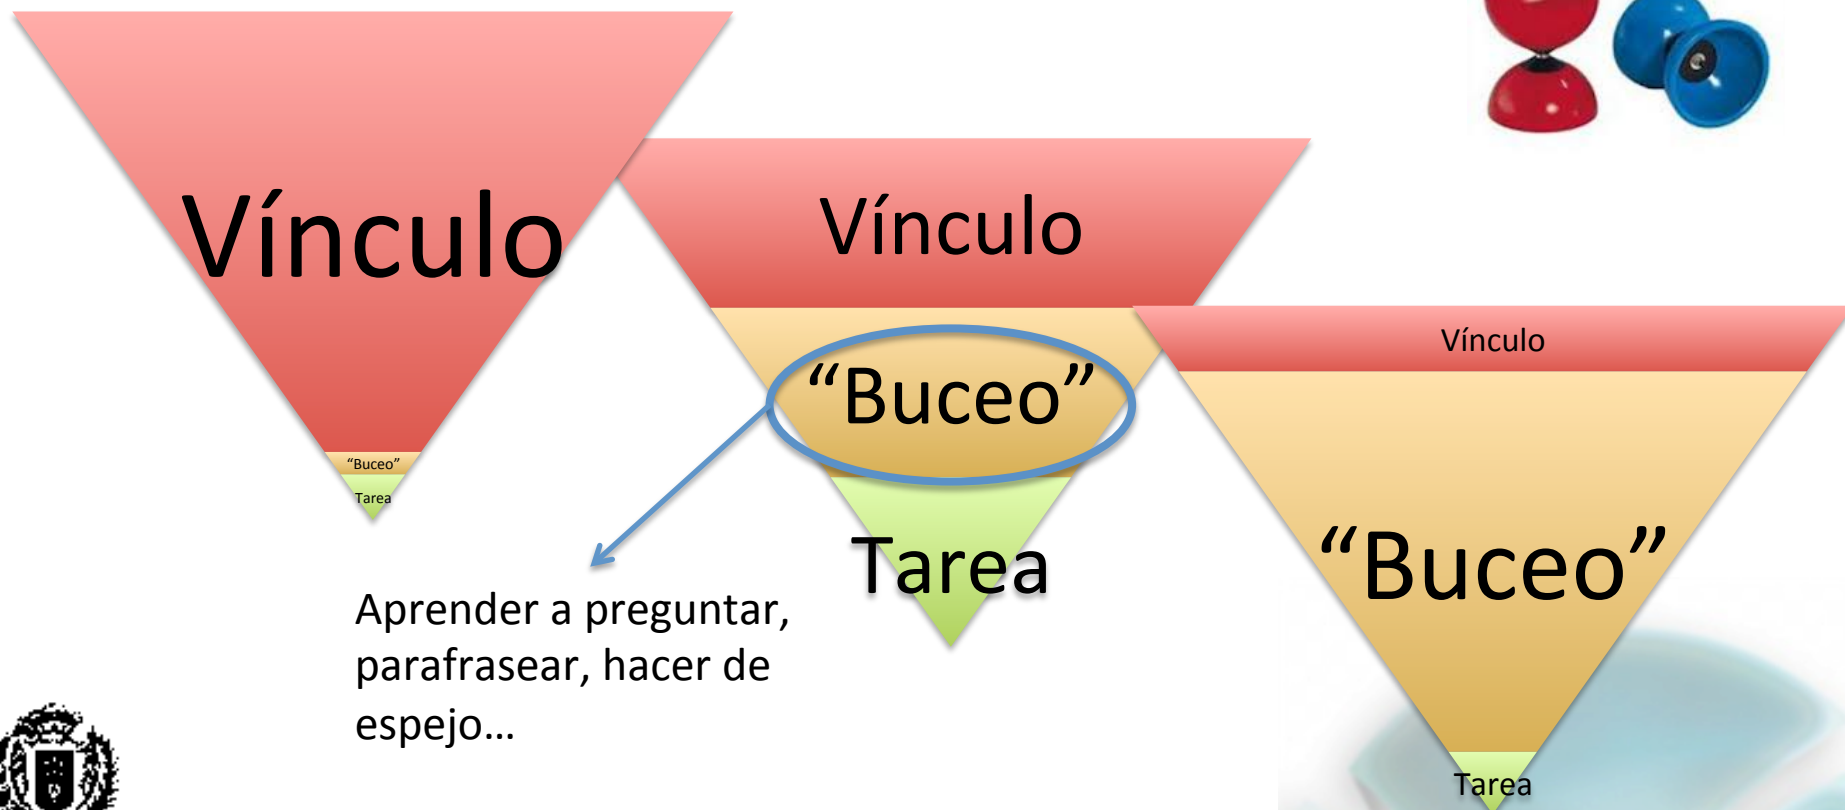 Vínculo
“Buceo”
Tarea
Vínculo
“Buceo”
Tarea
Aprender a preguntar,
parafrasear, hacer de
espejo...
Vínculo
“Buceo”
Tarea